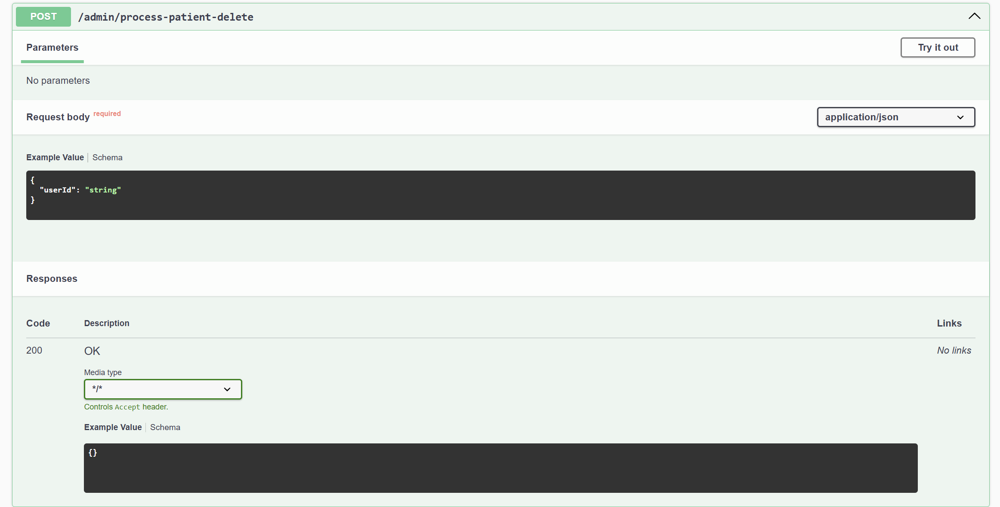 POST /admin/process-patient-delete
Parameters
Try it out
No parameters
Request body required
application/json
Example Value Schema
{
  "userId": "string"
}
Responses
Code Description Links
200 OK No links
Media type
*/*
Controls Accept header.
Example Value Schema
{}